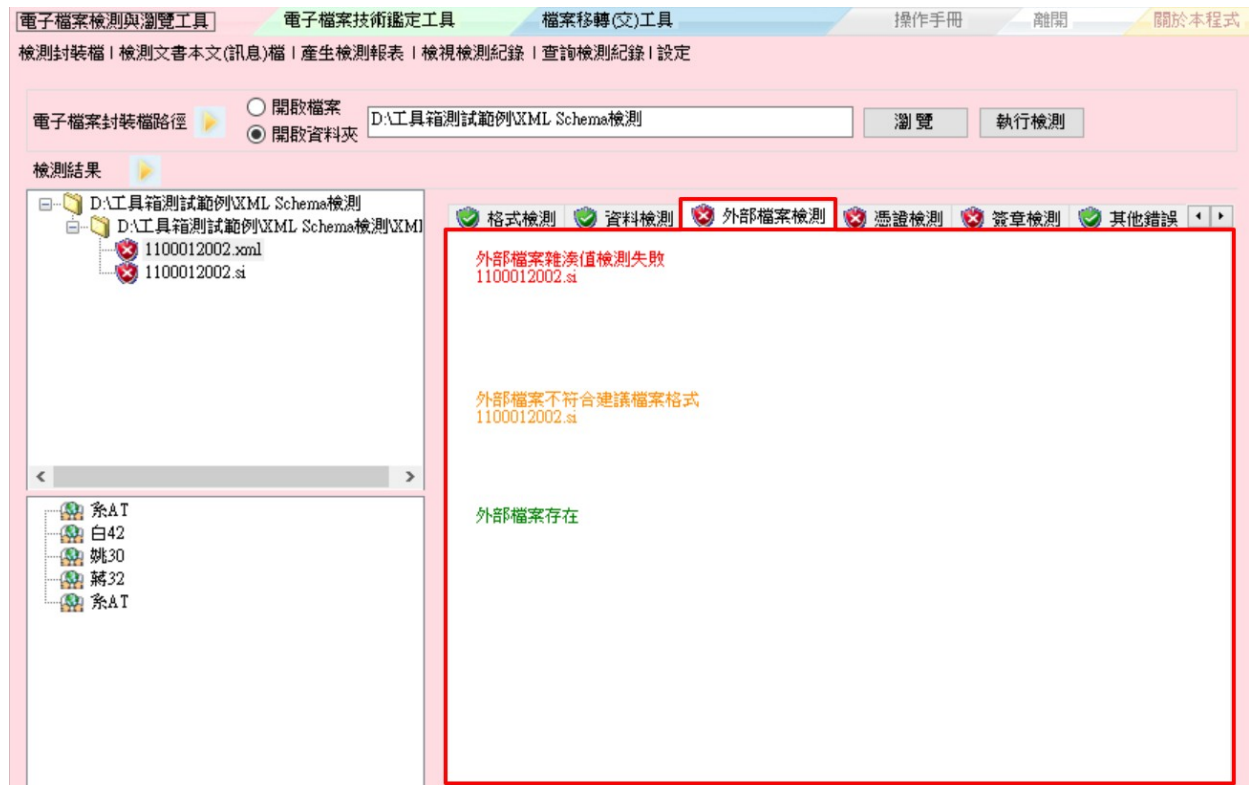 電子檔案檢測與瀏覽工具 電子檔案技術鑑定工具 檔案移轉(交)工具 操作手冊 離開 關於本程式
檢測封裝檔 | 檢測文書本文(訊息)檔 | 產生檢測報表 | 檢視檢測紀錄 | 查詢檢測紀錄 | 設定
電子檔案封裝檔路徑
開啟檔案
開啟資料夾
D:\工具箱測試範例\XML Schema檢測
瀏覽
執行檢測
檢測結果
D:\工具箱測試範例\XML Schema檢測
D:\工具箱測試範例\XML Schema檢測\XMI
1100012002.xml
1100012002.si
格式檢測 資料檢測 外部檔案檢測 憑證檢測 簽章檢測 其他錯誤
外部檔案雜湊值檢測失敗
1100012002.si
外部檔案不符合建議檔案格式
1100012002.si
外部檔案存在
糸AT
白42
姚30
蔣32
糸AT